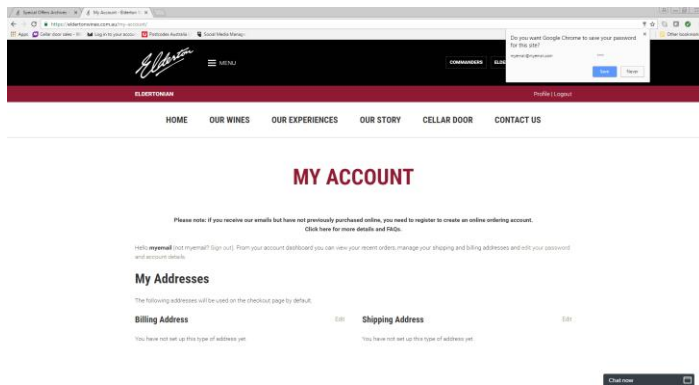 Special Offers Archives -
My Account - Elderton
https://eldertonwines.com.au/my-account/
Apps
Log in to your accou
Postcodes Australia
Social Media Manage
Other bookmarks
Do you want Google Chrome to save your password
for this site?
myemail@myemail.com
Save
Never
Elderton
MENU
COMMANDERS
ELDERTONIAN
Profile | Logout
HOME
OUR WINES
OUR EXPERIENCES
OUR STORY
CELLAR DOOR
CONTACT US
MY ACCOUNT
Please note: if you receive our emails but have not previously purchased online, you need to register to create an online ordering account.
Click here for more details and FAQs.
Hello myemail (not myemail? Sign out). From your account dashboard you can view your recent orders, manage your shipping and billing addresses and edit your password
and account details.
My Addresses
The following addresses will be used on the checkout page by default.
Billing Address
Edit
Shipping Address
Edit
You have not set up this type of address yet.
You have not set up this type of address yet.
Chat now